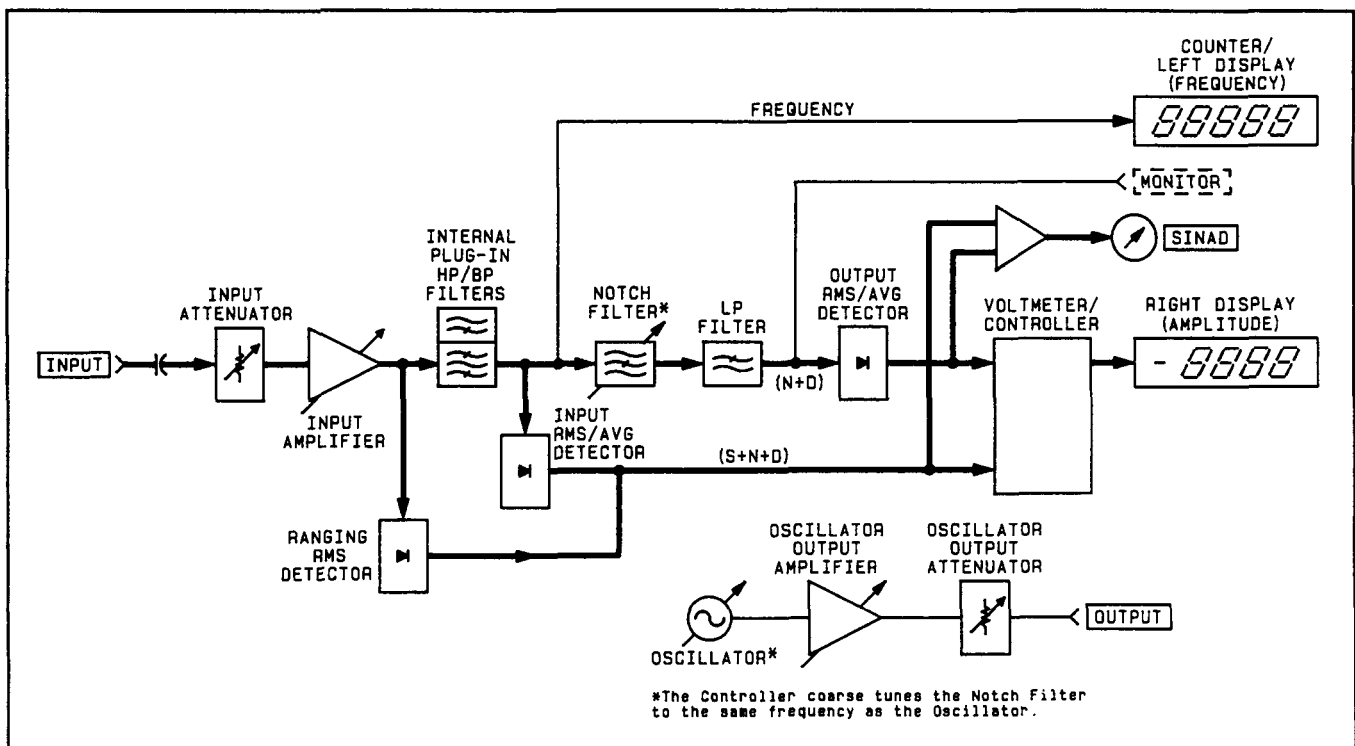 COUNTER/
LEFT DISPLAY
(FREQUENCY)
88888
FREQUENCY
MONITOR
INTERNAL
PLUG-IN
HP/BP
FILTERS
SINAD
INPUT
ATTENUATOR
NOTCH
FILTER*
LP
FILTER
OUTPUT
RMS/AVG
DETECTOR
VOLTMETER/
CONTROLLER
RIGHT DISPLAY
(AMPLITUDE)
- 8888
INPUT
(N+D)
INPUT
AMPLIFIER
INPUT
RMS/AVG
DETECTOR
(S+N+D)
RANGING
RMS
DETECTOR
OSCILLATOR
OUTPUT
AMPLIFIER
OSCILLATOR
OUTPUT
ATTENUATOR
OUTPUT
OSCILLATOR*
*The Controller coarse tunes the Notch Filter
to the same frequency as the Oscillator.